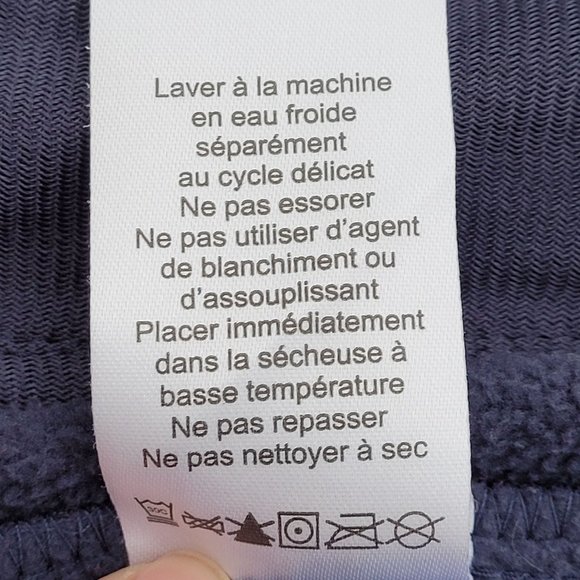 Laver à la machine
en eau froide
séparément
au cycle délicat
Ne pas essorer
Ne pas utiliser d'agent
de blanchiment ou
d'assouplissant
Placer immédiatement
dans la sécheuse à
basse température
Ne pas repasser
Ne pas nettoyer à sec
30C